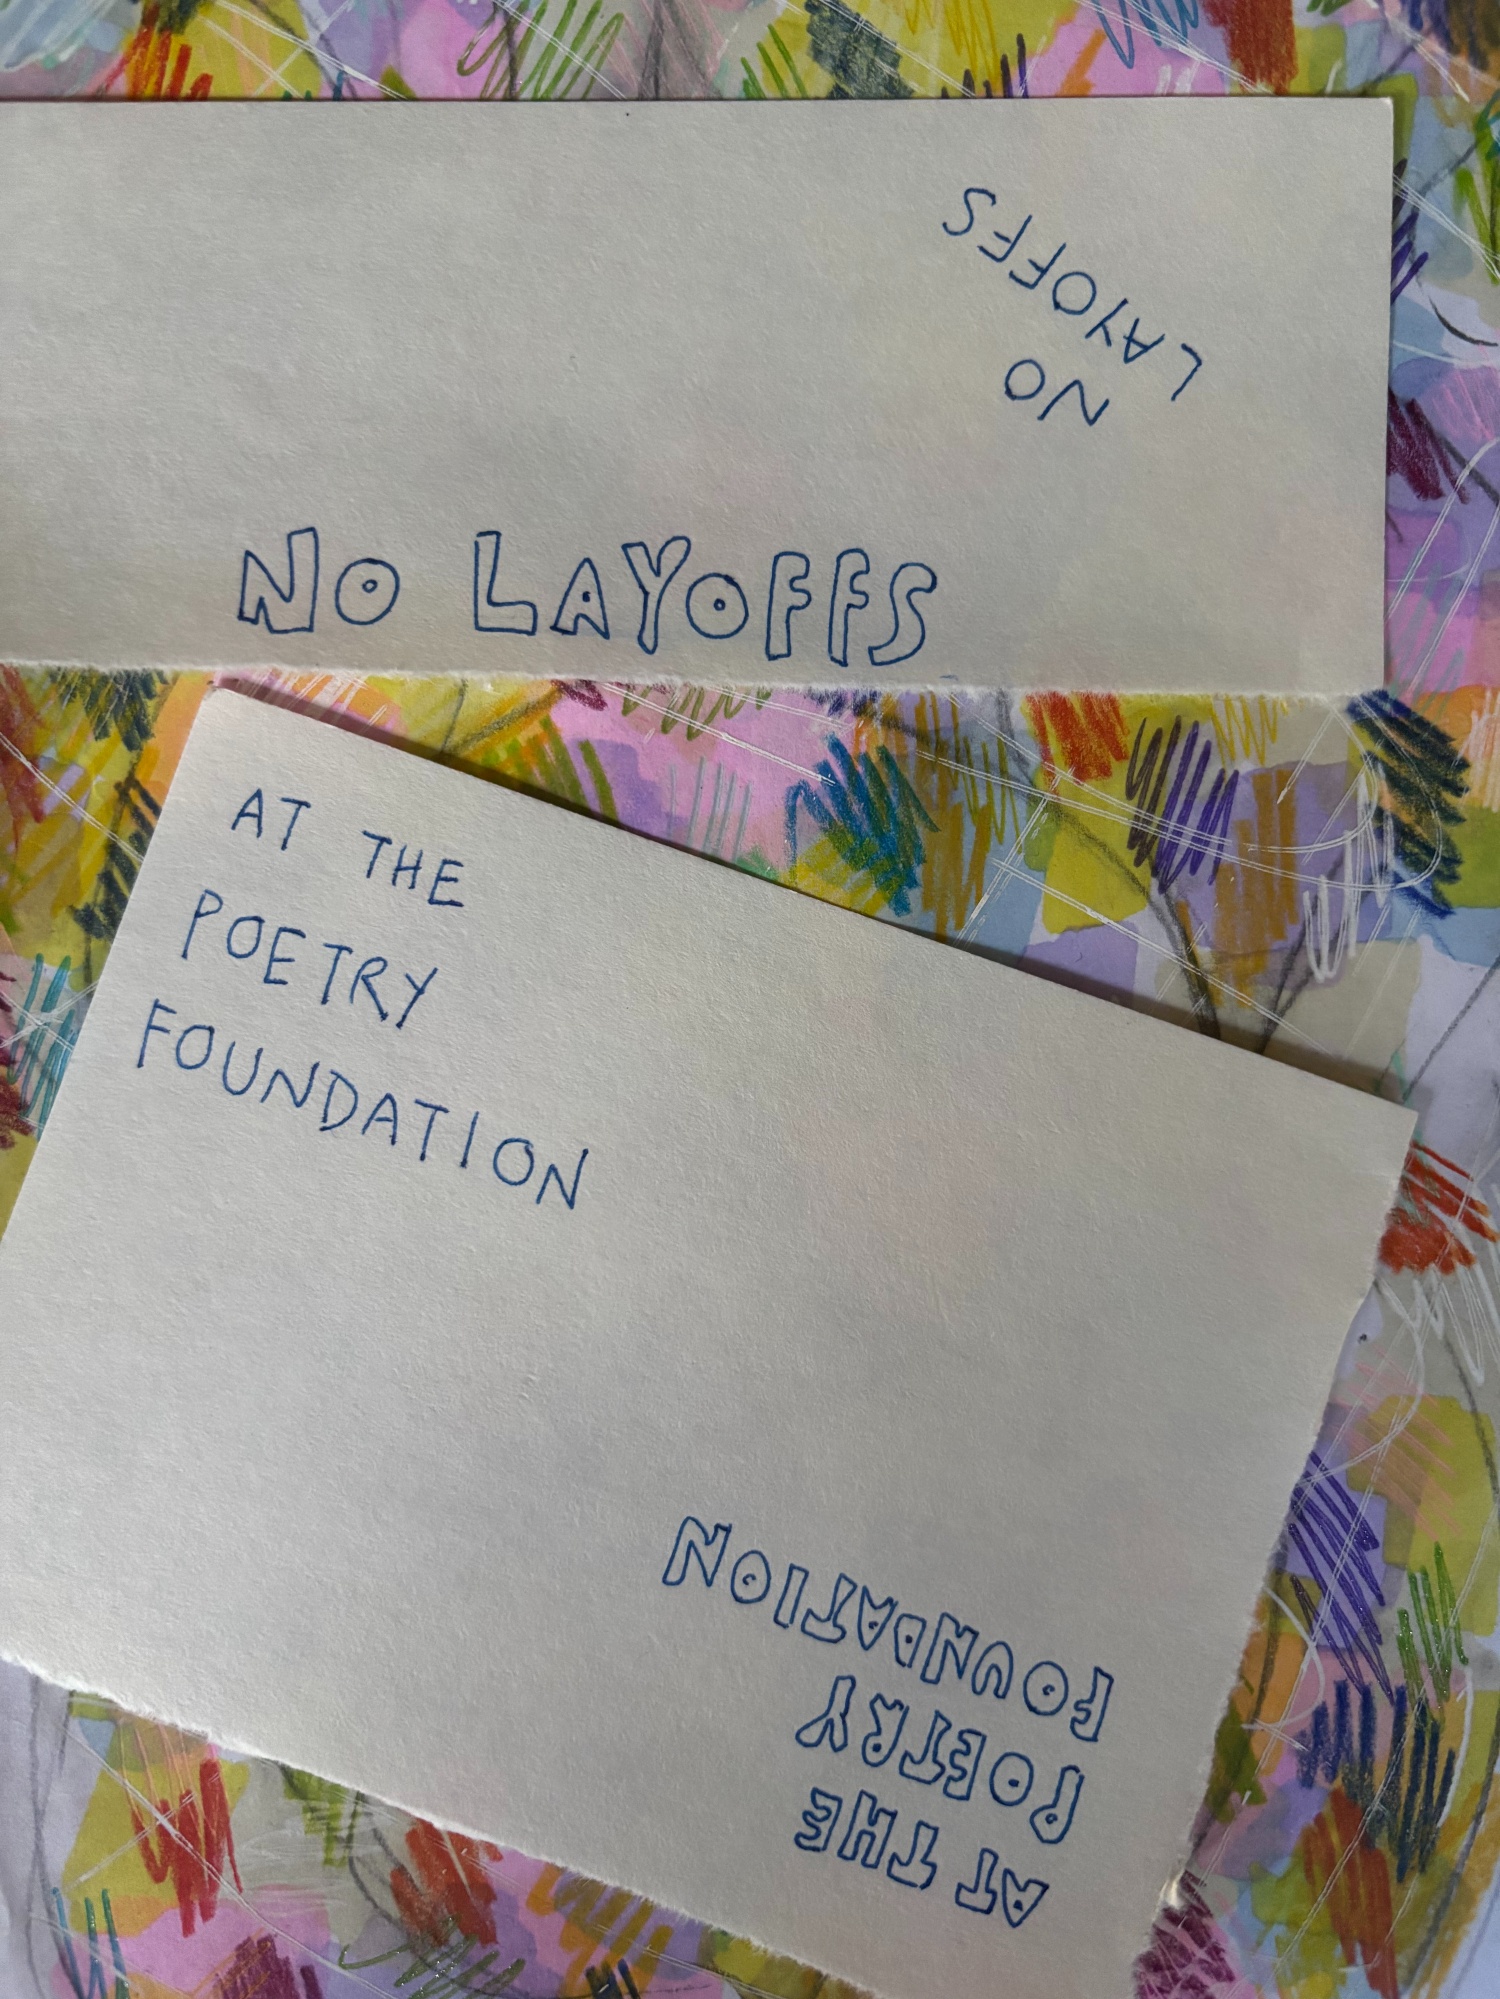 NO
LAYOFFS
NO LAYOFFS
AT THE
POETRY
FOUNDATION
AT THE
POETRY
FOUNDATION